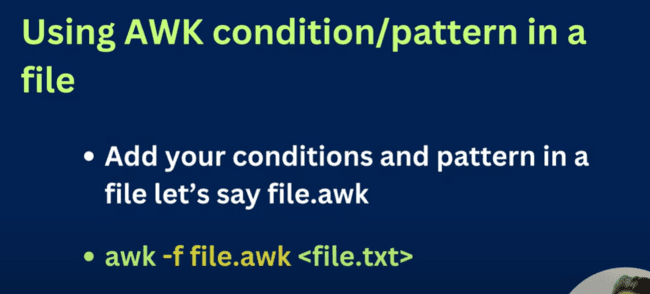 Using AWK condition/pattern in a
file
• Add your conditions and pattern in a
file let's say file.awk
• awk -f file.awk <file.txt>